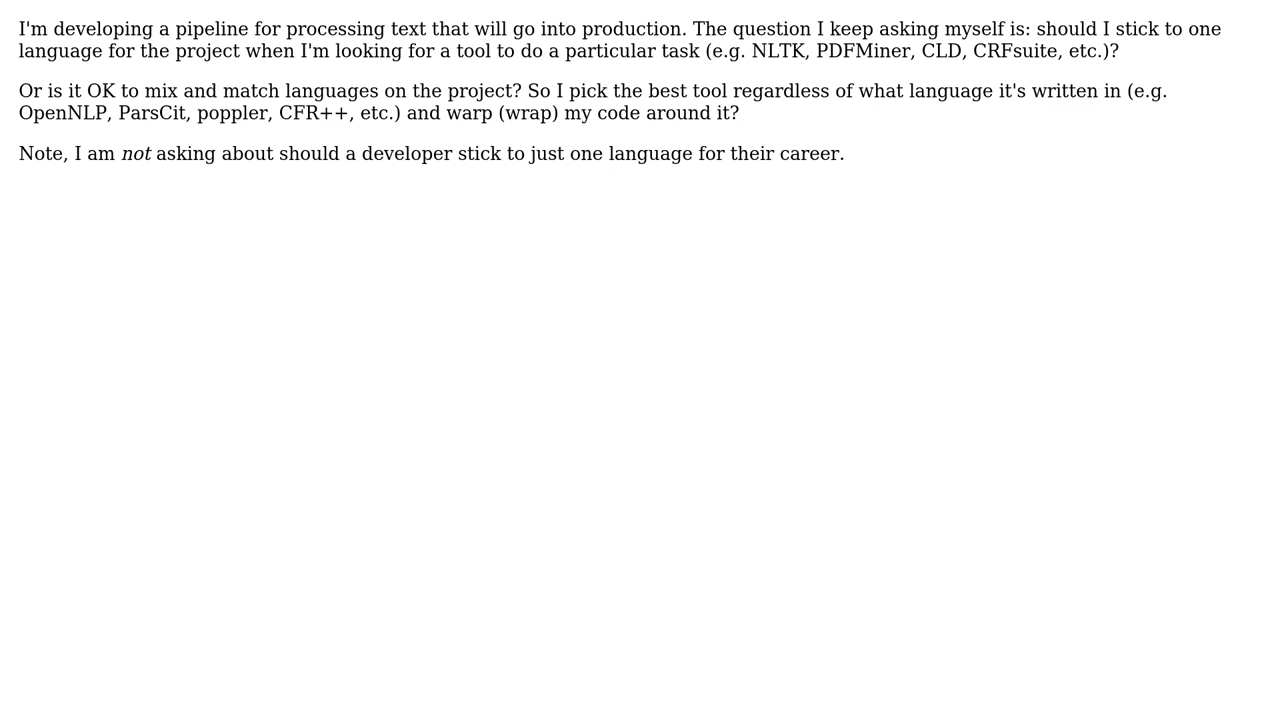 I'm developing a pipeline for processing text that will go into production. The question I keep asking myself is: should I stick to one
language for the project when I'm looking for a tool to do a particular task (e.g. NLTK, PDFMiner, CLD, CRFsuite, etc.)?
Or is it OK to mix and match languages on the project? So I pick the best tool regardless of what language it's written in (e.g.
OpenNLP, ParsCit, poppler, CFR++, etc.) and warp (wrap) my code around it?
Note, I am not asking about should a developer stick to just one language for their career.